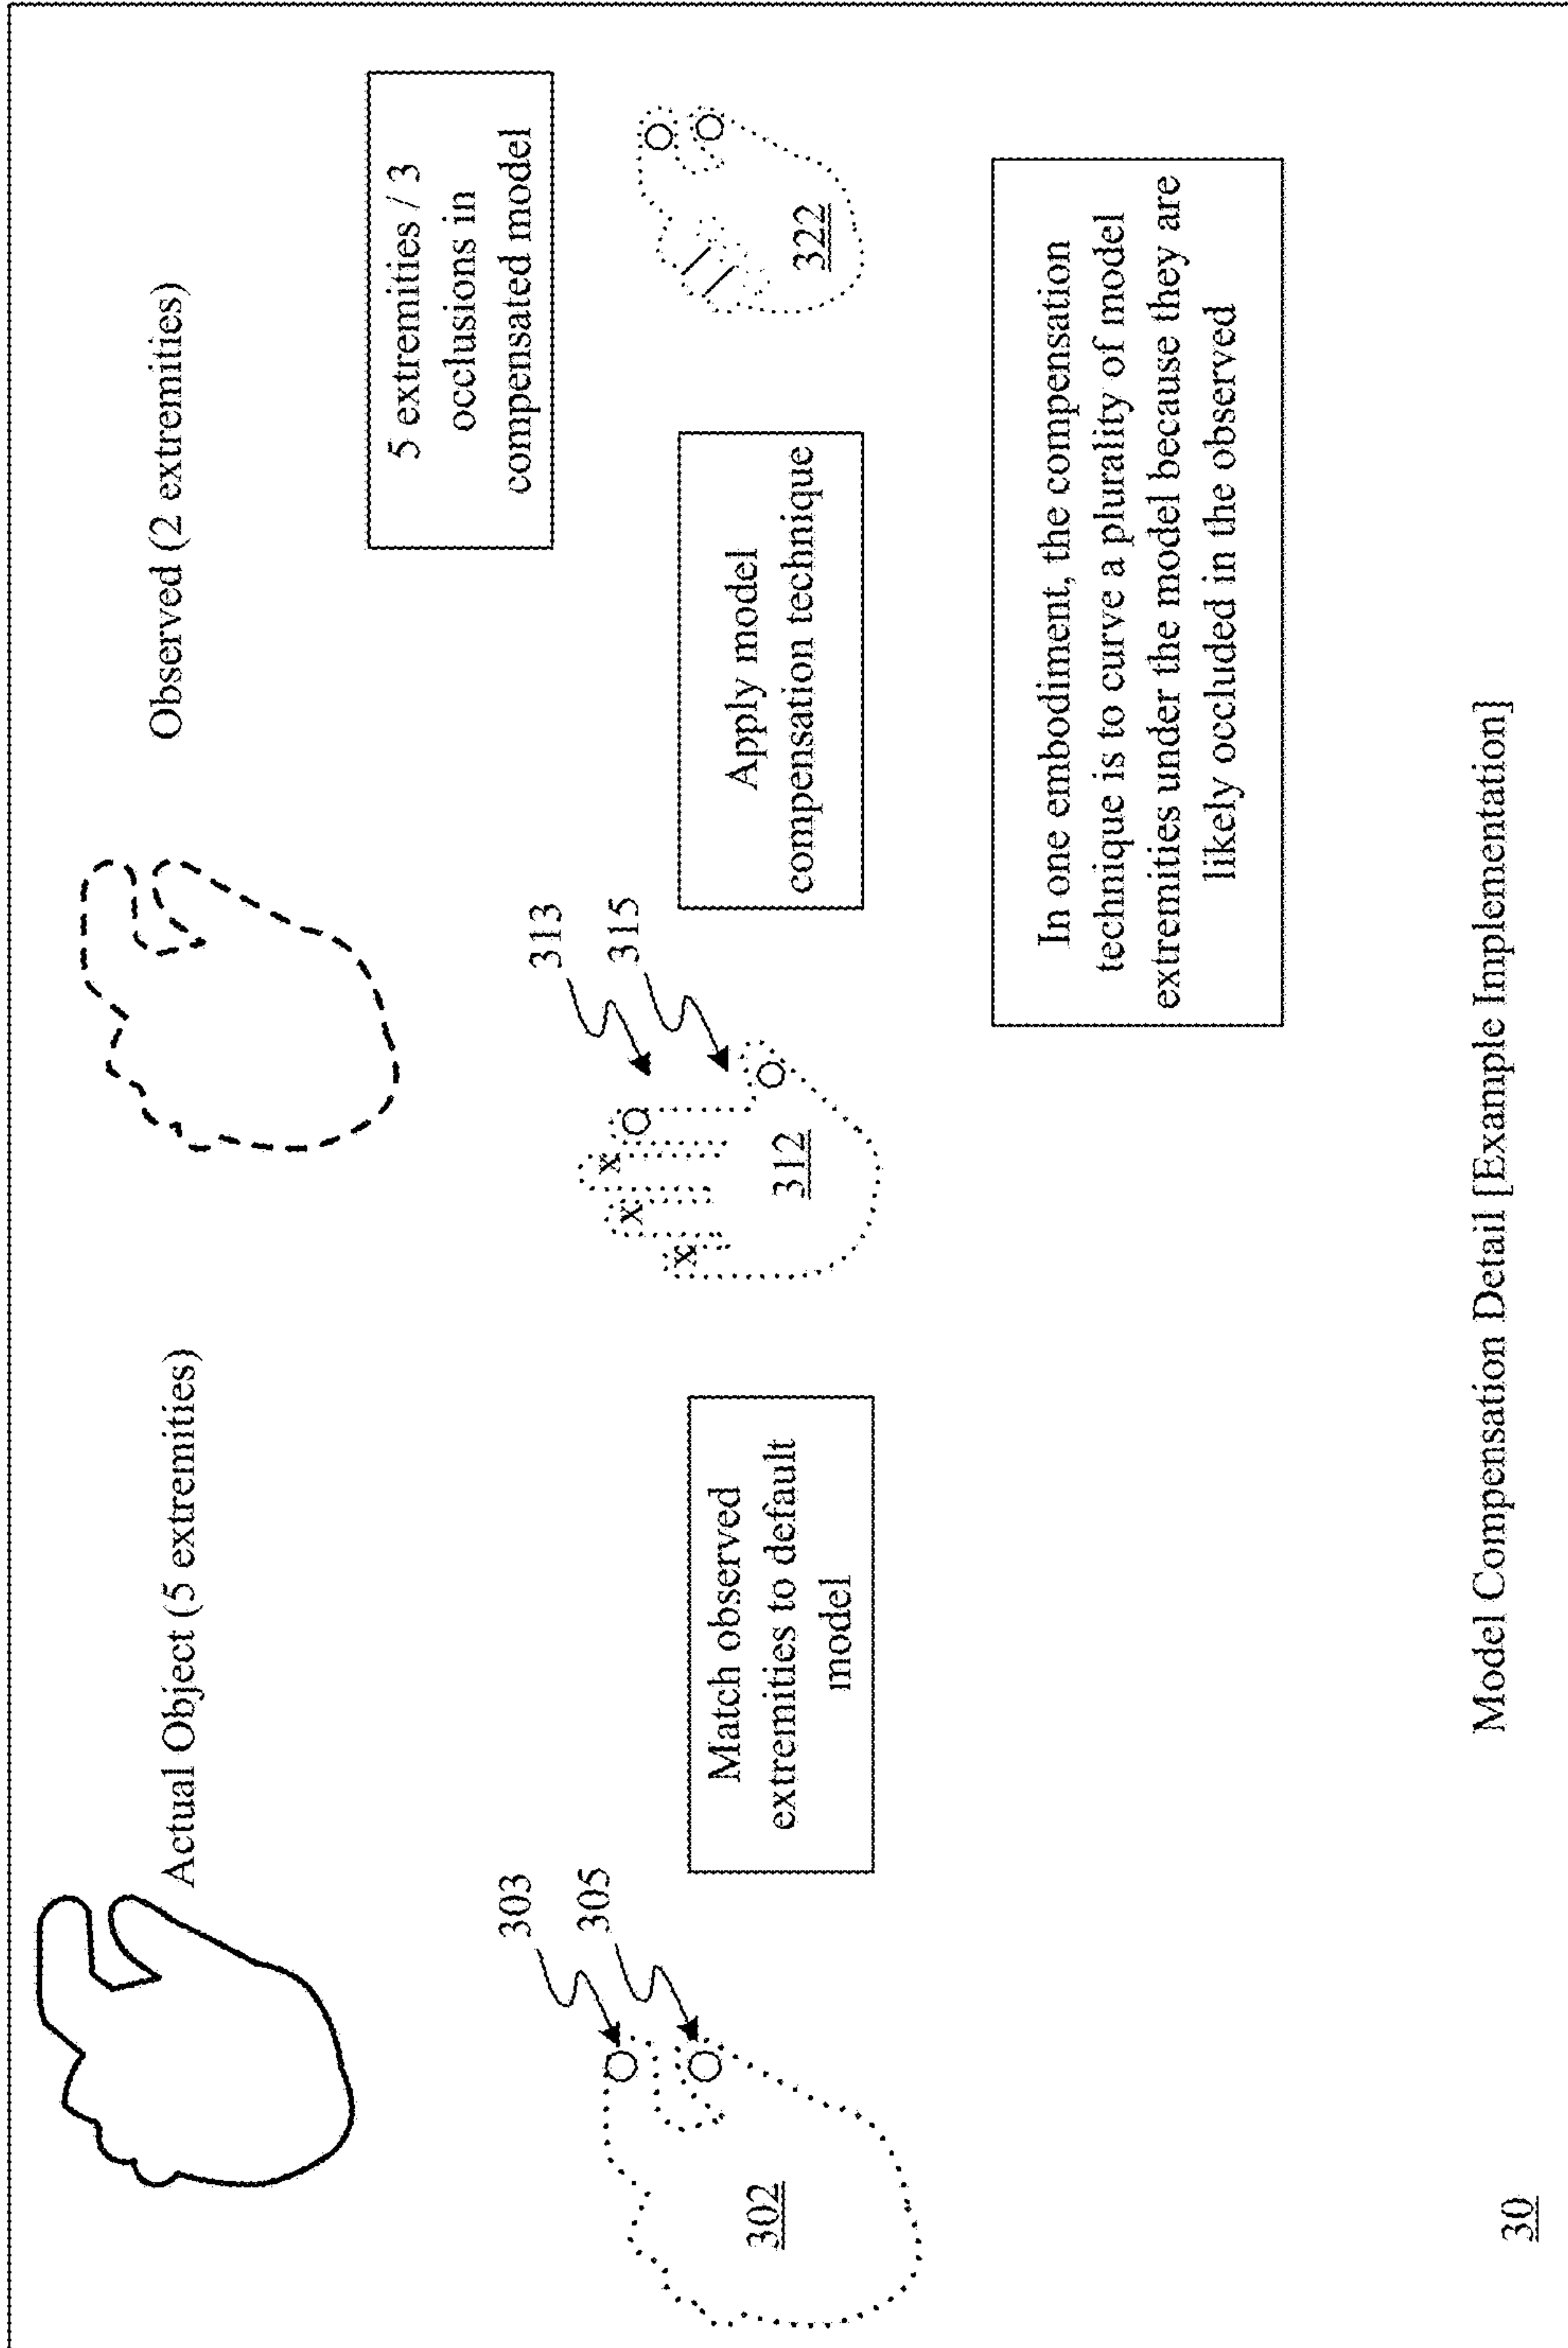 Actual Object (5 extremities)
Observed (2 extremities)
303
305
302
Match observed
extremities to default
model
313
315
x
x
x
312
Apply model
compensation technique
5 extremities / 3
occlusions in
compensated model
322
In one embodiment, the compensation
technique is to curve a plurality of model
extremities under the model because they are
likely occluded in the observed
30
Model Compensation Detail [Example Implementation]